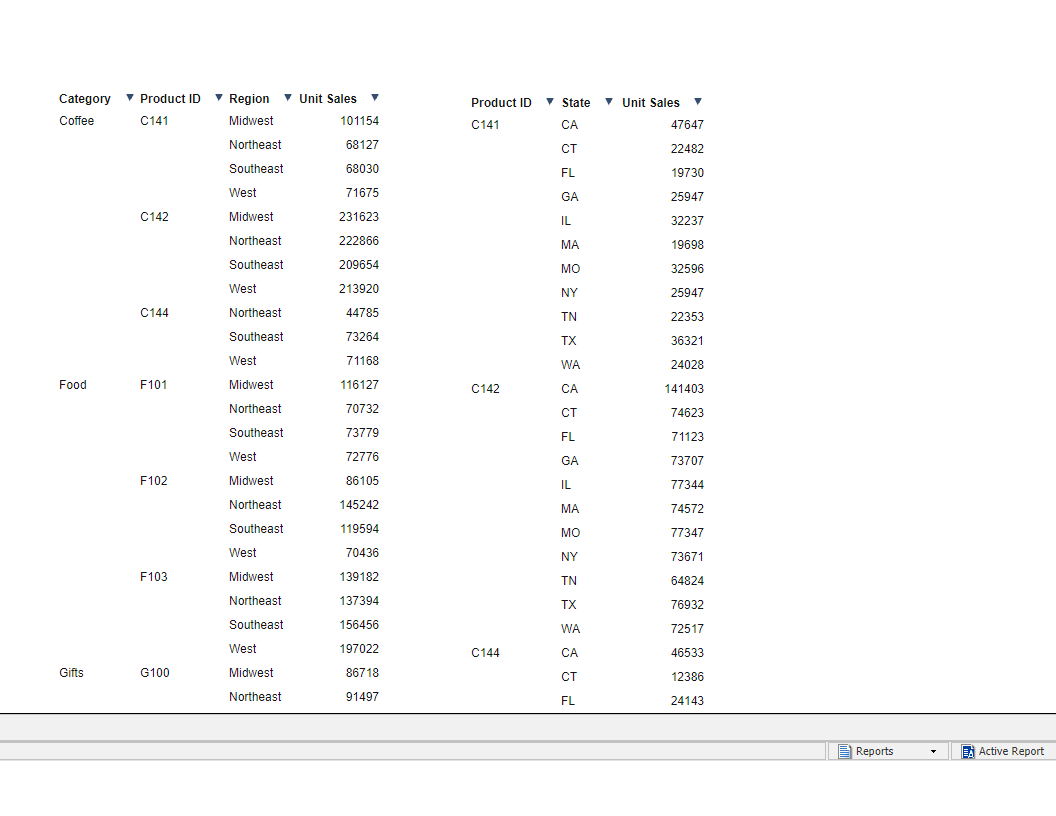 Category ▼ Product ID ▼ Region ▼ Unit Sales ▼
Coffee C141 Midwest 101154
Northeast 68127
Southeast 68030
West 71675
C142 Midwest 231623
Northeast 222866
Southeast 209654
West 213920
C144 Northeast 44785
Southeast 73264
West 71168
Food F101 Midwest 116127
Northeast 70732
Southeast 73779
West 72776
F102 Midwest 86105
Northeast 145242
Southeast 119594
West 70436
F103 Midwest 139182
Northeast 137394
Southeast 156456
West 197022
Gifts G100 Midwest 86718
Northeast 91497
Product ID ▼ State ▼ Unit Sales ▼
C141 CA 47647
CT 22482
FL 19730
GA 25947
IL 32237
MA 19698
MO 32596
NY 25947
TN 22353
TX 36321
WA 24028
C142 CA 141403
CT 74623
FL 71123
GA 73707
IL 77344
MA 74572
MO 77347
NY 73671
TN 64824
TX 76932
WA 72517
C144 CA 46533
CT 12386
FL 24143
Reports Active Report